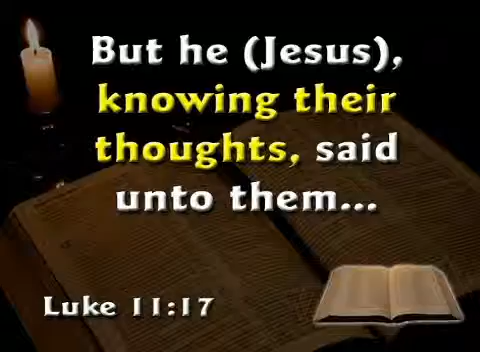 But he (Jesus),
knowing their
thoughts, said
unto them...
Luke 11:17